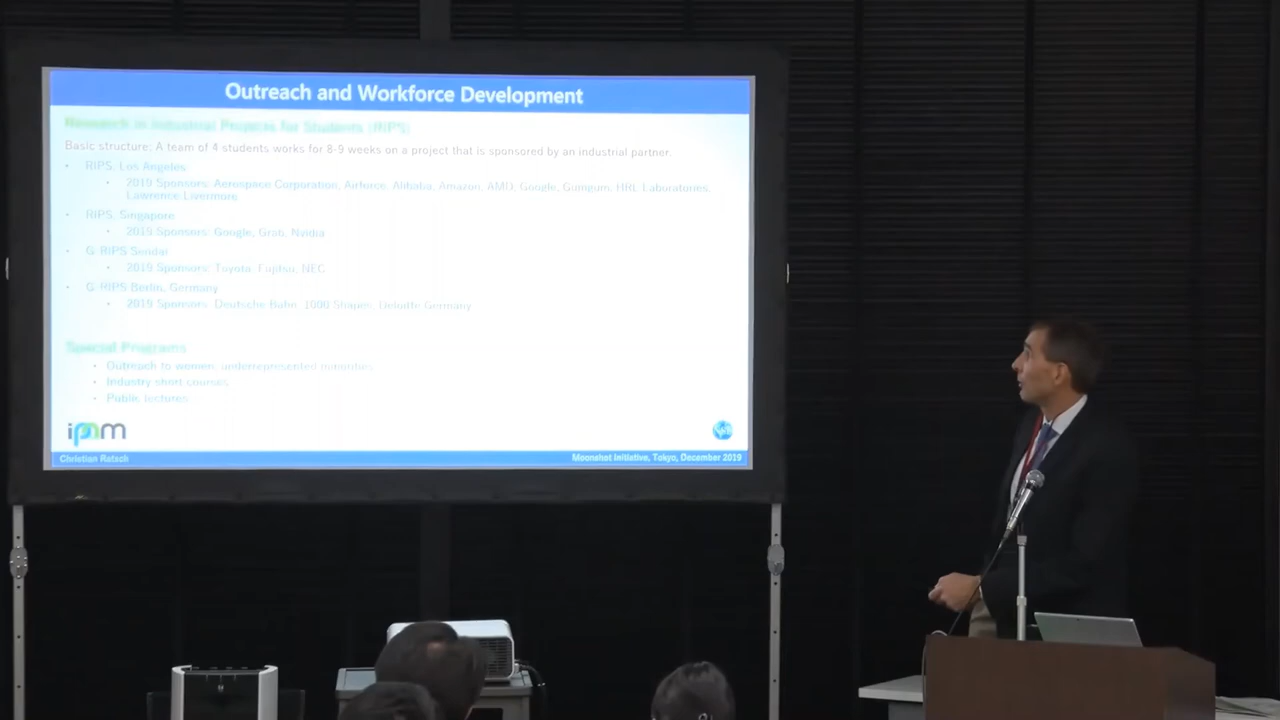 Outreach and Workforce Development
Research in Industrial Projects for Students (RIPS)
Basic structure: A team of 4 students works for 8-9 weeks on a project that is sponsored by an industrial partner.
• RIPS, Los Angeles
• 2019 Sponsors: Aerospace Corporation, Airforce, Alibaba, Amazon, AMD, Google, Gumgum, HRL Laboratories,
Lawrence Livermore
• RIPS, Singapore
• 2019 Sponsors: Google, Grab, Nvidia
• G-RIPS Sendai
• 2019 Sponsors: Toyota, Fujitsu, NEC
• G-RIPS Berlin, Germany
• 2019 Sponsors: Deutsche Bahn, 1000 Shapes, Deloitte Germany
Special Programs
• Outreach to women, underrepresented minorities
• Industry short courses
• Public lectures
ipam
Christian Ratsch
Moonshot Initiative, Tokyo, December 2019